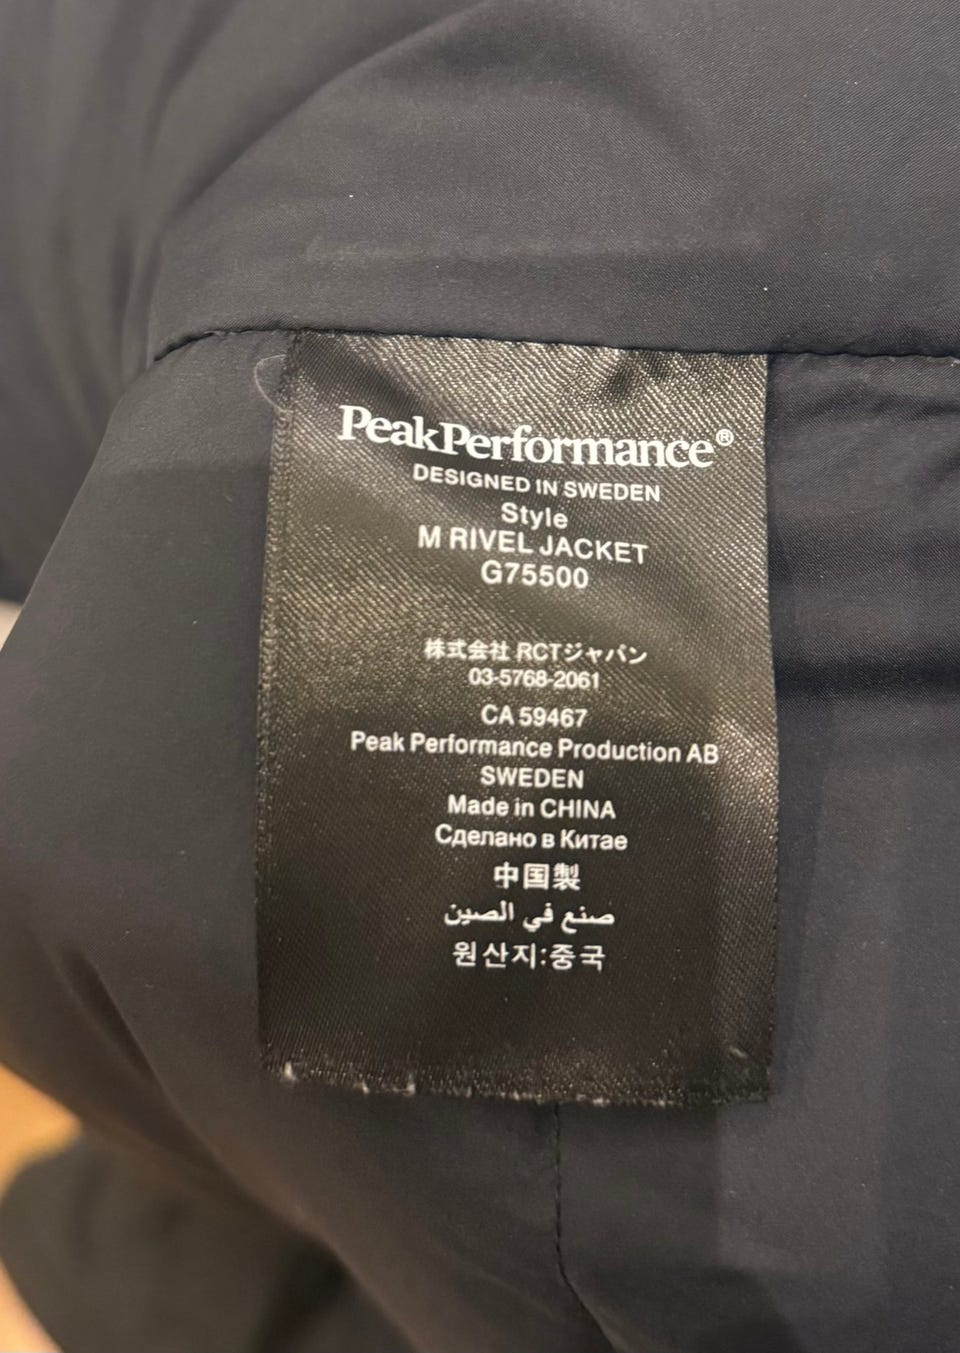 PeakPerformance®
DESIGNED IN SWEDEN
Style
M RIVEL JACKET
G75500
株式会社 RCTジャパン
03-5768-2061
CA 59467
Peak Performance Production AB
SWEDEN
Made in CHINA
Сделано в Китае
中国製
صنع في الصين
원산지:중국